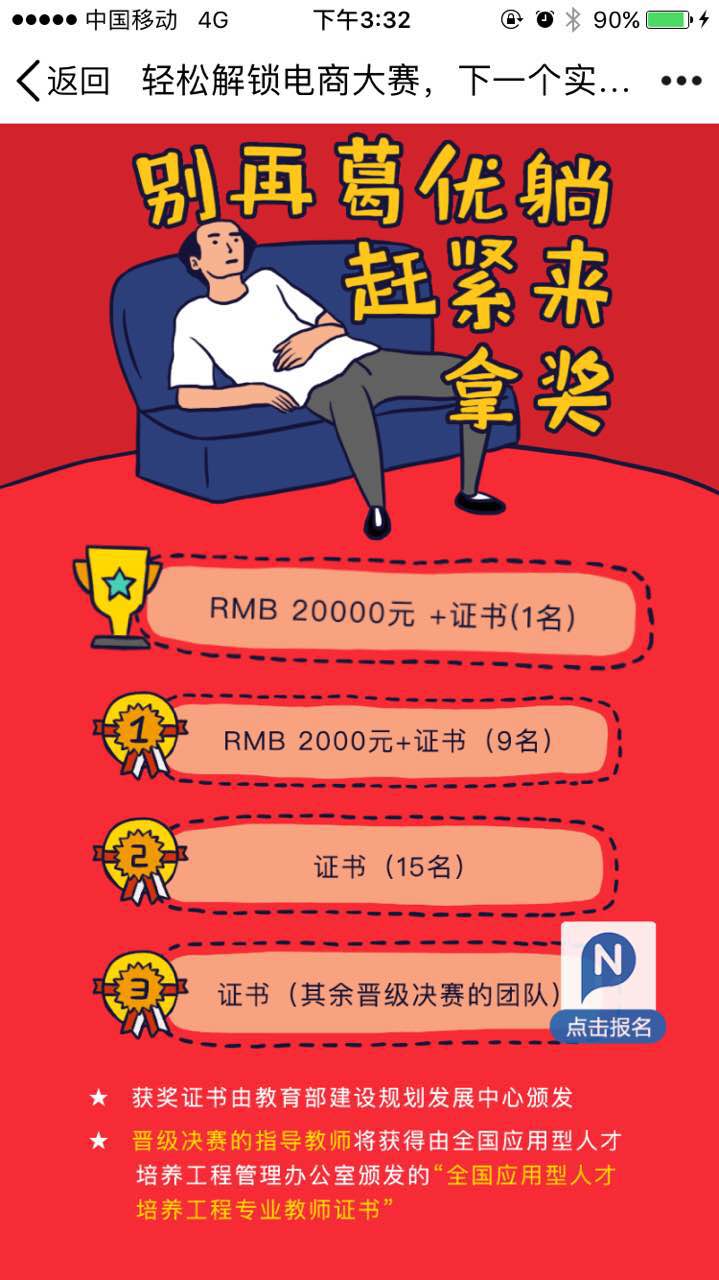 中国移动 4G 下午3:32 90%
返回 轻松解锁电商大赛，下一个实...
别再葛优躺
赶紧来
拿奖
RMB 20000元 +证书(1名)
1
RMB 2000元+证书（9名）
2
证书（15名）
3
证书（其余晋级决赛的团队）
N
点击报名
★ 获奖证书由教育部建设规划发展中心颁发
★ 晋级决赛的指导教师将获得由全国应用型人才
培养工程管理办公室颁发的“全国应用型人才
培养工程专业教师证书”